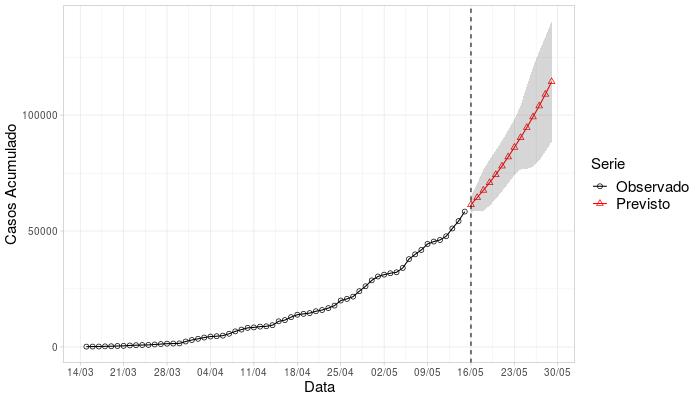 Casos Acumulado
100000
50000
0
14/03 21/03 28/03 04/04 11/04 18/04 25/04 02/05 09/05 16/05 23/05 30/05
Data
Serie
Observado
Previsto